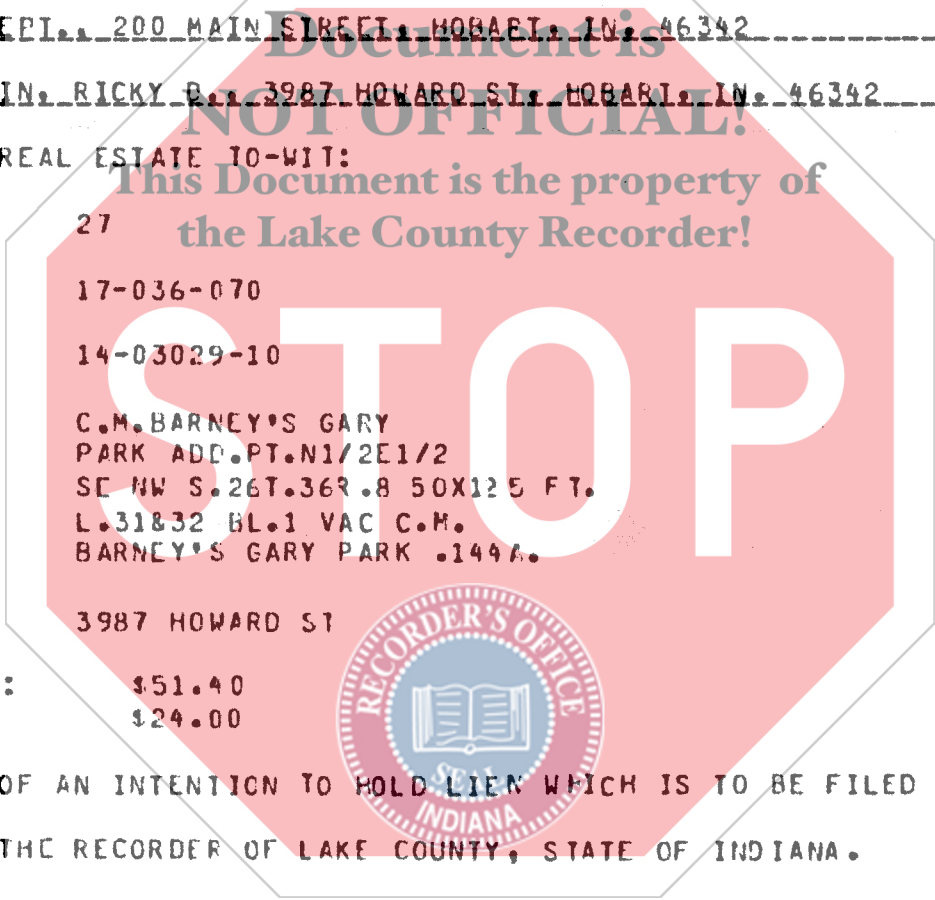 EPT., 200 MAIN STREET, HOBART, IN. 46342
Document is
IN, RICKY D., 3987 HOWARD ST, HOBART, IN. 46342
NOT OFFICIAL!
REAL ESTATE TO-WIT:
This Document is the property of
27
the Lake County Recorder!
17-036-070
14-03029-10
STOP
C.M.BARNEY'S GARY
PARK ADD.PT.N1/2E1/2
SE NW S.26T.36R.8 50X125 FT.
L.31&32 BL.1 VAC C.M.
BARNEY'S GARY PARK .144A.
3987 HOWARD ST
RECORDER'S OFFICE
: $51.40
$24.00
SEAL
INDIANA
OF AN INTENTION TO HOLD LIEN WHICH IS TO BE FILED
THE RECORDER OF LAKE COUNTY, STATE OF INDIANA.